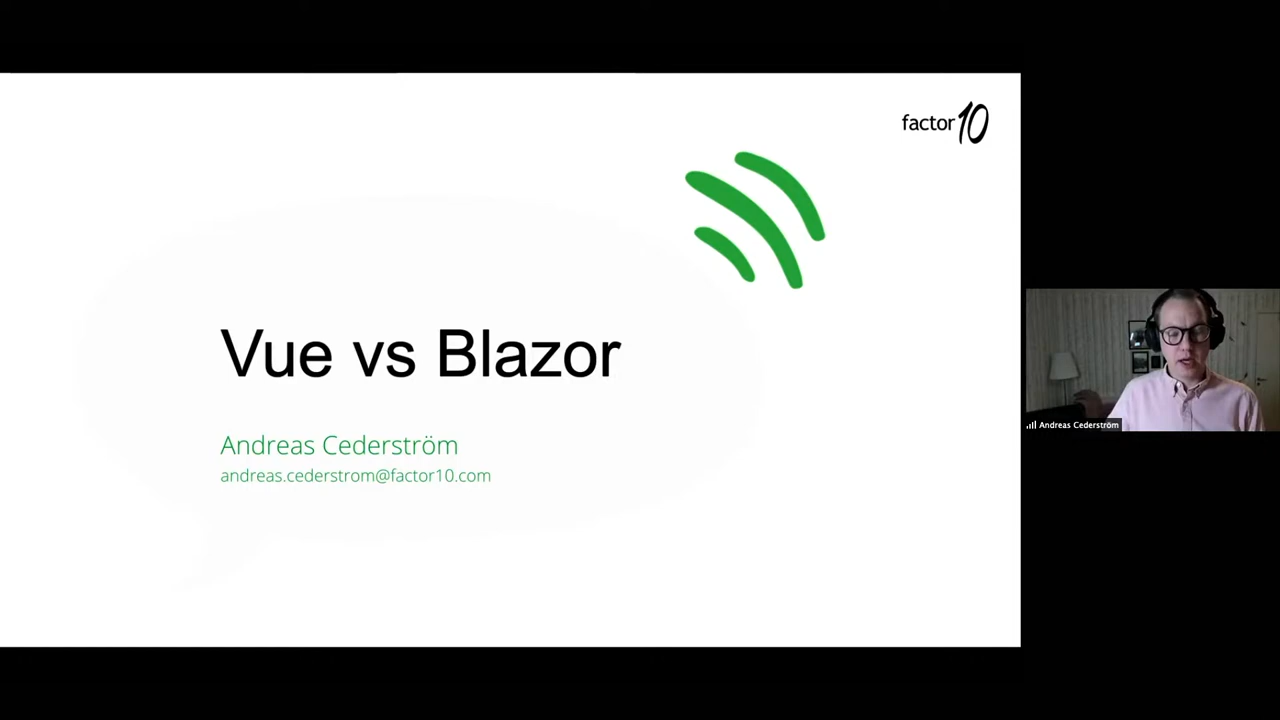 factor10
Vue vs Blazor
Andreas Cederström
andreas.cederstrom@factor10.com
Andreas Cederström